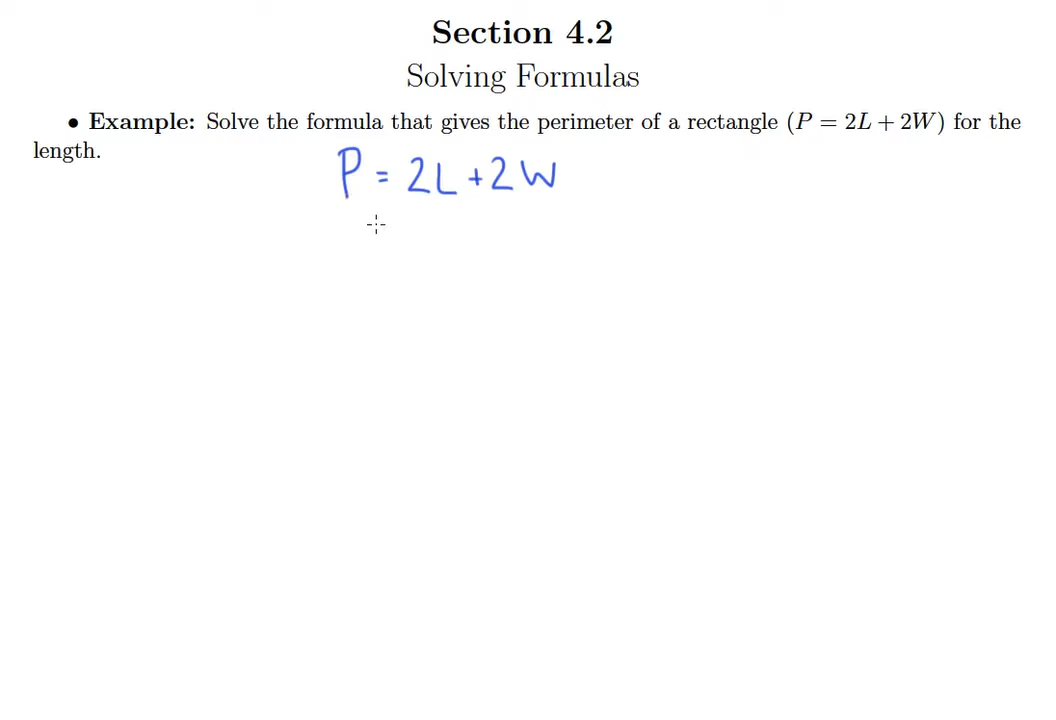 Section 4.2
Solving Formulas
• Example: Solve the formula that gives the perimeter of a rectangle (P = 2L + 2W) for the
length.
P = 2L + 2W